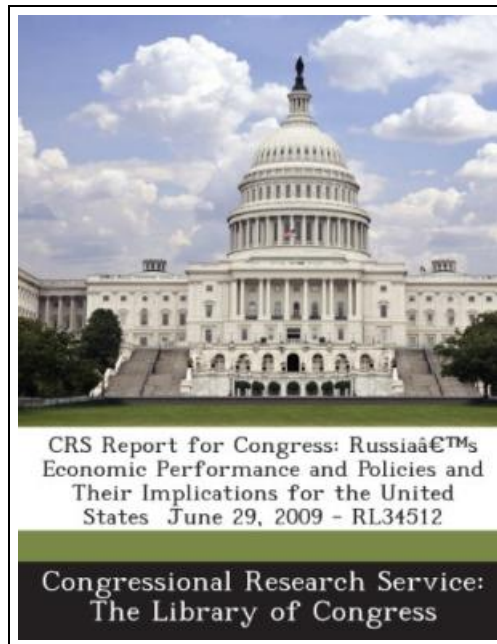 CRS Report for Congress: Russiaâ€™s
Economic Performance and Policies and
Their Implications for the United
States June 29, 2009 - RL34512
Congressional Research Service:
The Library of Congress